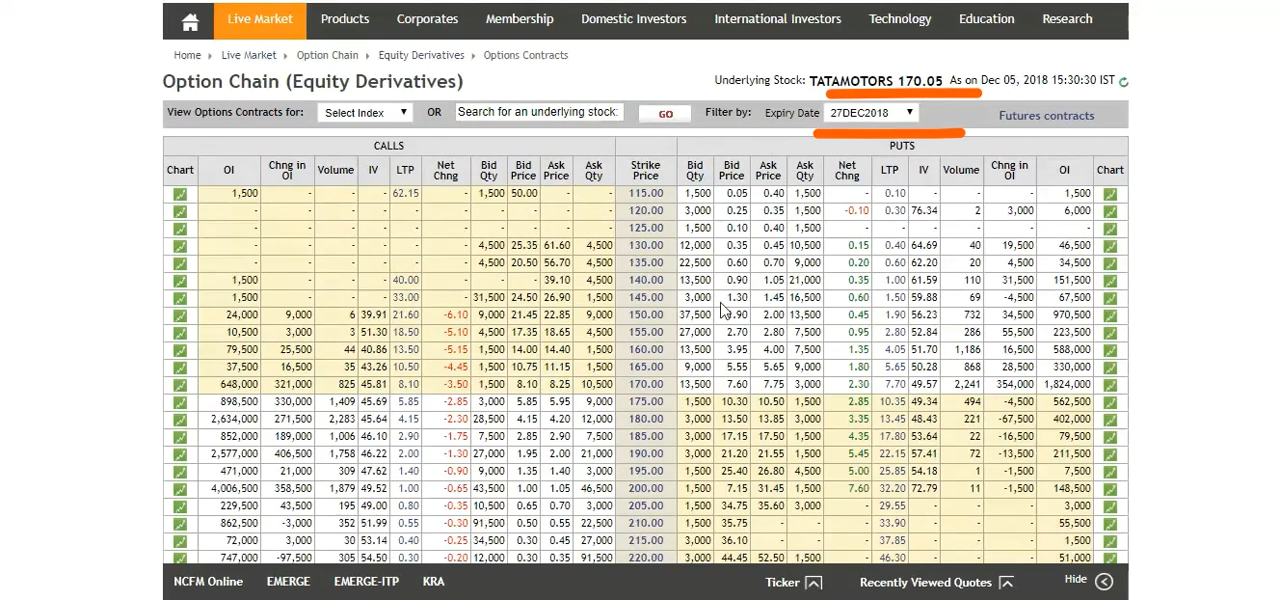 Live Market Products Corporates Membership Domestic Investors International Investors Technology Education Research
Home Live Market Option Chain Equity Derivatives Options Contracts
Option Chain (Equity Derivatives) Underlying Stock: TATAMOTORS 170.05 As on Dec 05, 2018 15:30:30 IST
View Options Contracts for: Select Index OR Search for an underlying stock: GO Filter by: Expiry Date 27DEC2018 Futures contracts
CALLS PUTS
Chart OI Chng in OI Volume IV LTP Net Chng Bid Qty Bid Price Ask Price Ask Qty Strike Price Bid Qty Bid Price Ask Price Ask Qty Net Chng LTP IV Volume Chng in OI OI Chart
1,500 - - - 62.15 - 1,500 50.00 - - 115.00 1,500 0.05 0.40 1,500 - 0.10 - - - 1,500
- - - - - - - - - - 120.00 3,000 0.25 0.35 1,500 -0.10 0.30 76.34 2 3,000 6,000
- - - - - - - - - - 125.00 1,500 0.10 0.40 1,500 - - - - - -
- - - - - - 4,500 25.35 61.60 4,500 130.00 12,000 0.35 0.45 10,500 0.15 0.40 64.69 40 19,500 46,500
- - - - - - 4,500 20.50 56.70 4,500 135.00 22,500 0.60 0.70 9,000 0.20 0.60 62.20 20 4,500 34,500
1,500 - - - 40.00 - - - 39.10 4,500 140.00 13,500 0.90 1.05 21,000 0.35 1.00 61.59 110 31,500 151,500
1,500 - - - 33.00 - 31,500 24.50 26.90 1,500 145.00 3,000 1.30 1.45 16,500 0.60 1.50 59.88 69 -4,500 67,500
24,000 9,000 6 39.91 21.60 -6.10 9,000 21.45 22.85 9,000 150.00 37,500 .90 2.00 13,500 0.45 1.90 56.23 732 34,500 970,500
10,500 3,000 3 51.30 18.50 -5.10 4,500 17.35 18.65 4,500 155.00 27,000 2.70 2.80 7,500 0.95 2.80 52.84 286 55,500 223,500
79,500 25,500 44 40.86 13.50 -5.15 1,500 14.00 14.40 1,500 160.00 13,500 3.95 4.00 7,500 1.35 4.05 51.70 1,186 16,500 588,000
37,500 16,500 35 43.26 10.50 -4.45 1,500 10.75 11.15 1,500 165.00 9,000 5.55 5.65 9,000 1.80 5.65 50.28 868 28,500 330,000
648,000 321,000 825 45.81 8.10 -3.50 1,500 8.10 8.25 10,500 170.00 13,500 7.60 7.75 3,000 2.30 7.70 49.57 2,241 354,000 1,824,000
898,500 330,000 1,409 45.69 5.85 -2.85 3,000 5.85 5.95 9,000 175.00 1,500 10.30 10.50 1,500 2.85 10.35 49.34 494 -4,500 562,500
2,634,000 271,500 2,283 45.64 4.15 -2.30 28,500 4.15 4.20 12,000 180.00 3,000 13.50 13.85 3,000 3.35 13.45 48.43 221 -67,500 402,000
852,000 189,000 1,006 46.10 2.90 -1.75 7,500 2.85 2.90 7,500 185.00 3,000 17.15 17.50 1,500 4.35 17.80 53.64 22 -16,500 79,500
2,577,000 406,500 1,758 46.22 2.00 -1.30 27,000 1.95 2.00 21,000 190.00 3,000 21.20 21.55 1,500 5.45 22.15 57.41 72 -13,500 211,500
471,000 21,000 309 47.62 1.40 -0.90 9,000 1.35 1.40 3,000 195.00 1,500 25.40 26.80 4,500 5.00 25.85 54.18 1 -1,500 7,500
4,006,500 358,500 1,879 49.52 1.00 -0.65 43,500 1.00 1.05 46,500 200.00 1,500 7.15 31.45 1,500 7.60 32.20 72.79 11 -1,500 148,500
229,500 43,500 195 49.00 0.80 -0.35 10,500 0.65 0.70 3,000 205.00 1,500 34.75 35.60 3,000 - 29.55 - - - 3,000
862,500 -3,000 352 51.99 0.55 -0.30 91,500 0.50 0.55 22,500 210.00 1,500 35.75 - - - 33.90 - - - 55,500
72,000 3,000 30 53.14 0.40 -0.25 34,500 0.30 0.45 27,000 215.00 3,000 36.10 - - - 37.85 - - - 1,500
747,000 -97,500 305 54.50 0.30 -0.20 12,000 0.30 0.35 91,500 220.00 3,000 44.45 52.50 1,500 - 46.30 - - - 51,000
NCFM Online EMERGE EMERGE-ITP KRA Ticker Recently Viewed Quotes Hide